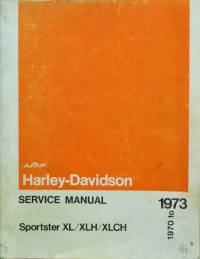 AMF
Harley-Davidson
SERVICE MANUAL
1970 to 1973
Sportster XL/XLH/XLCH